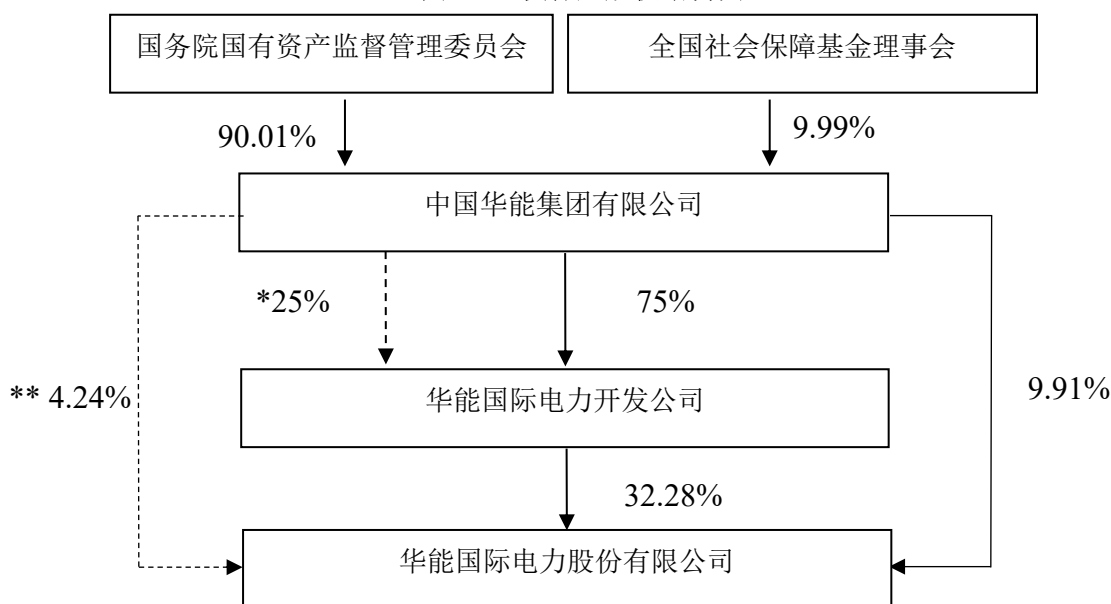 国务院国有资产监督管理委员会
全国社会保障基金理事会
90.01%
9.99%
中国华能集团有限公司
*25%
75%
华能国际电力开发公司
** 4.24%
9.91%
32.28%
华能国际电力股份有限公司